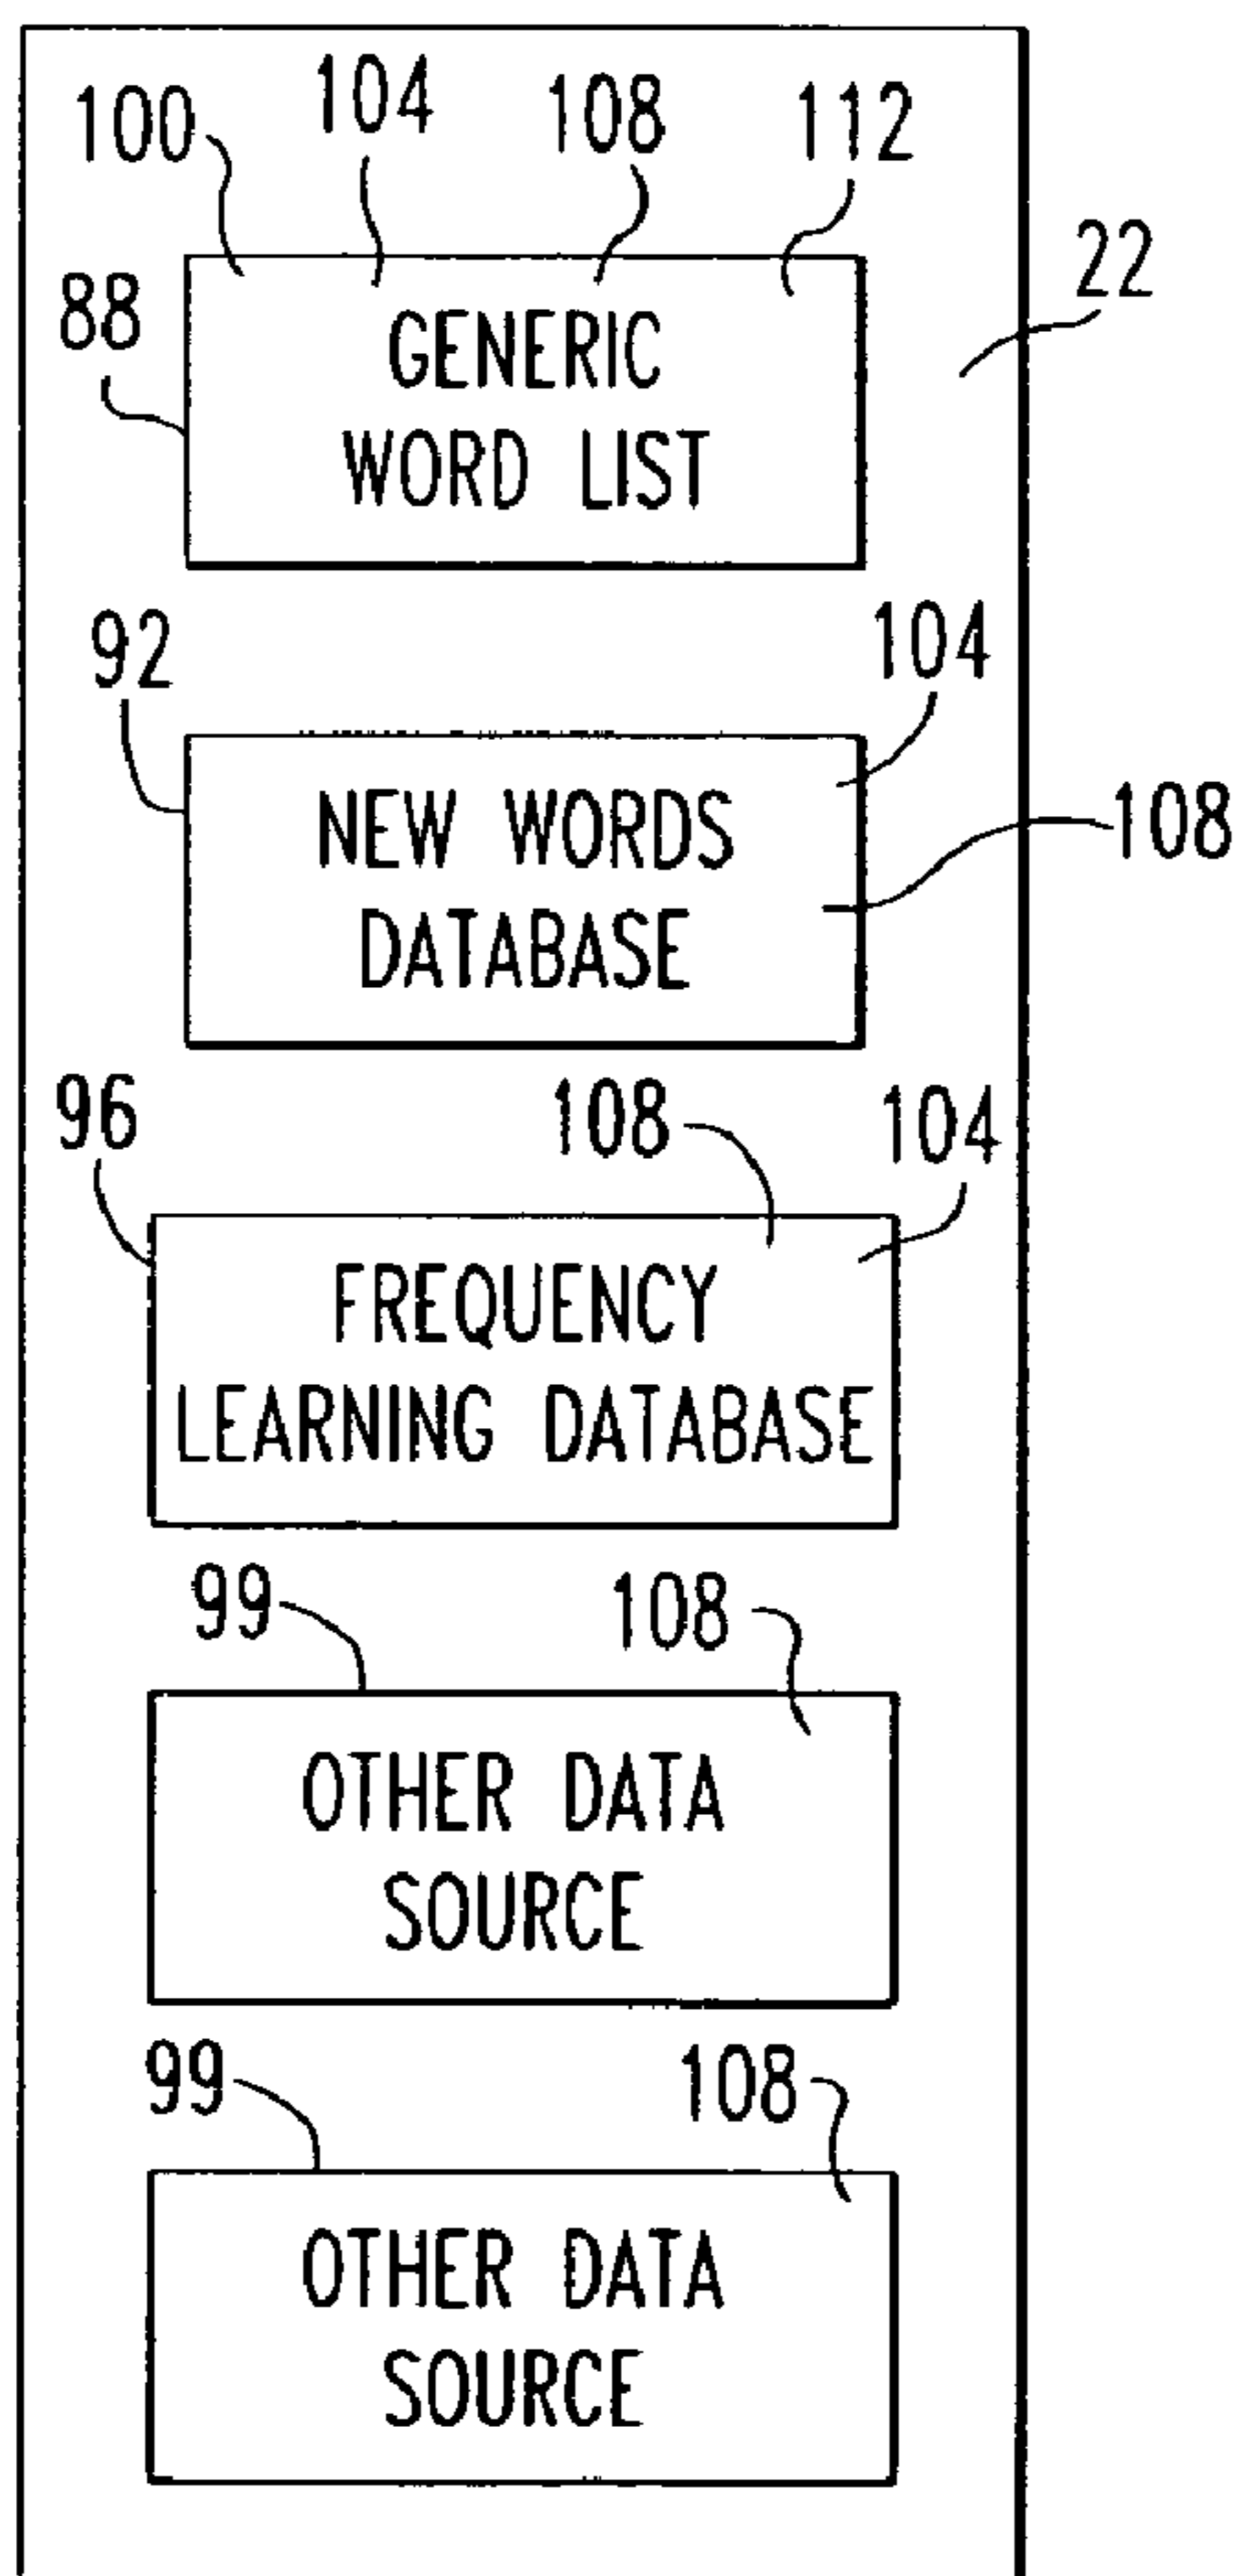 100 104 108 112
22
88
GENERIC
WORD LIST
92
104
NEW WORDS
108
DATABASE
96
108
104
FREQUENCY
LEARNING DATABASE
99
108
OTHER DATA
SOURCE
99
108
OTHER DATA
SOURCE